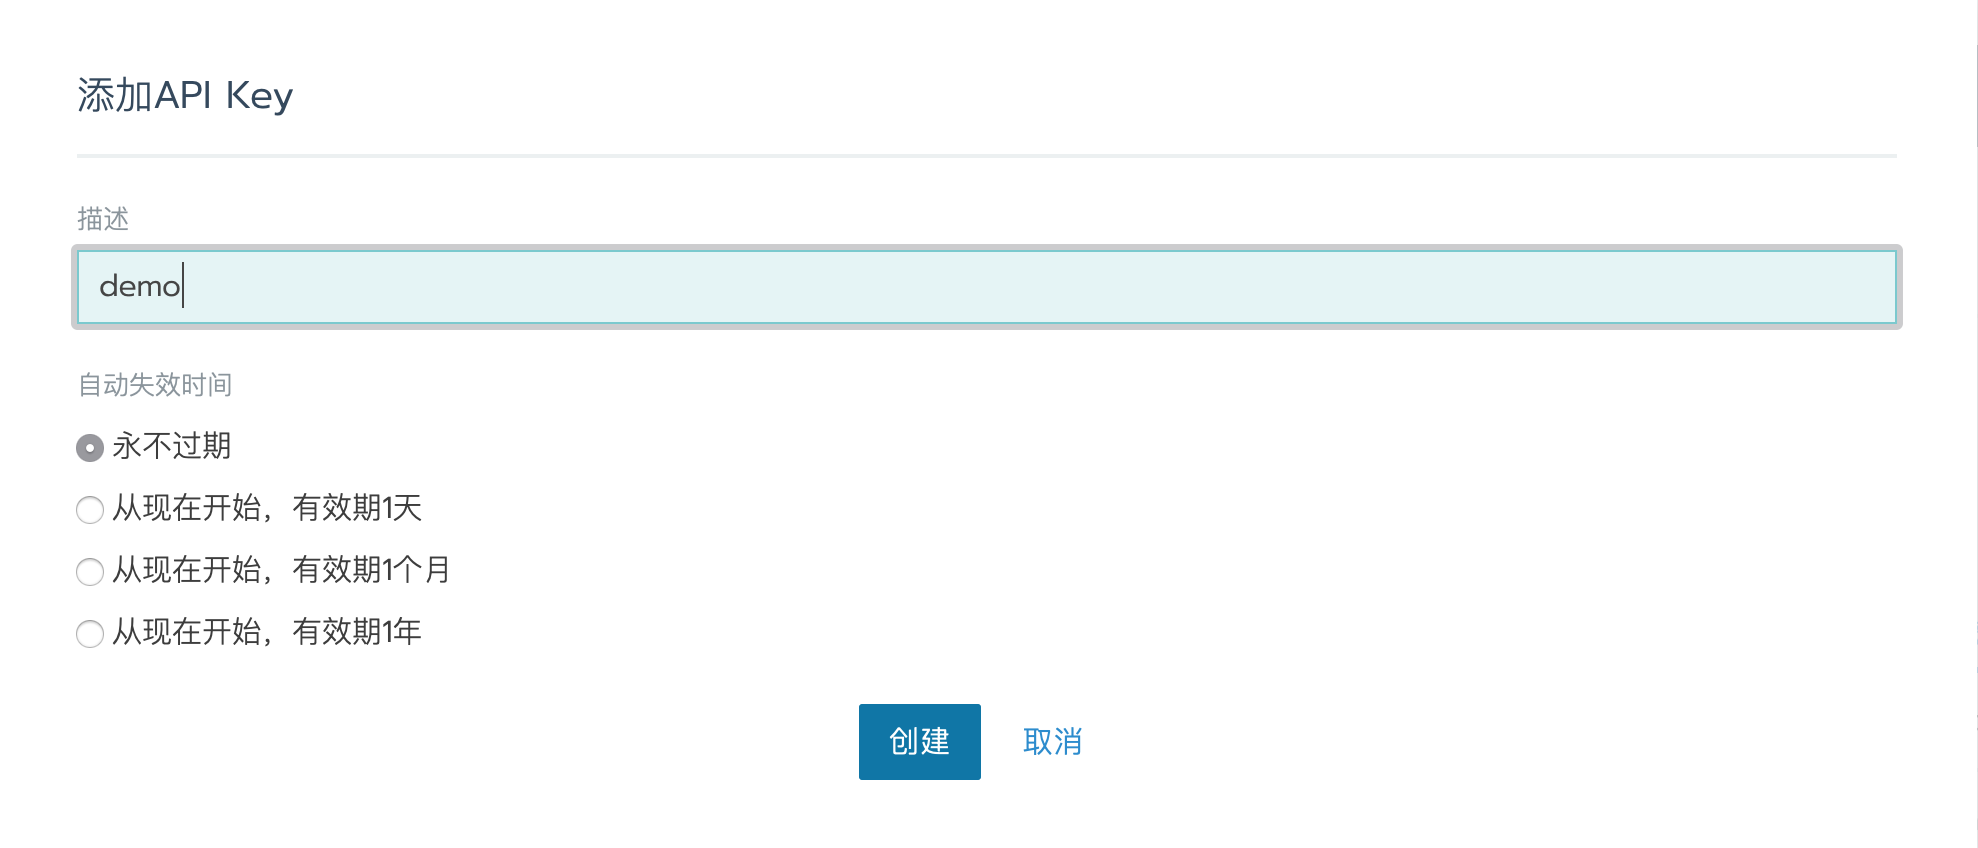 添加API Key
描述
demo
自动失效时间
永不过期
从现在开始，有效期1天
从现在开始，有效期1个月
从现在开始，有效期1年
创建 取消